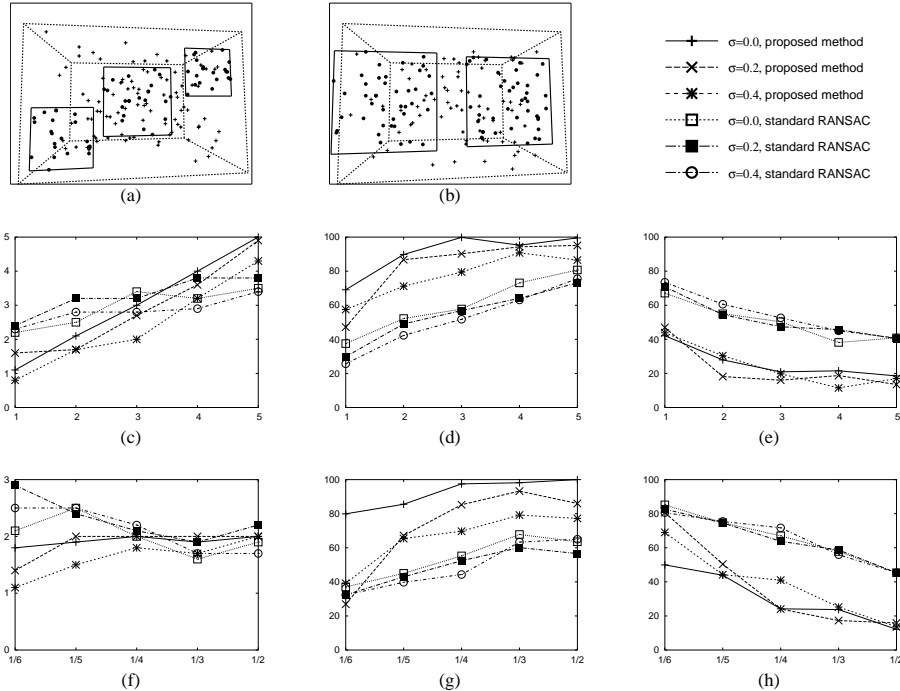 (a)
(b)
σ=0.0, proposed method
σ=0.2, proposed method
σ=0.4, proposed method
σ=0.0, standard RANSAC
σ=0.2, standard RANSAC
σ=0.4, standard RANSAC
5
4
3
2
1
0
1 2 3 4 5
(c)
100
80
60
40
20
0
1 2 3 4 5
(d)
100
80
60
40
20
0
1 2 3 4 5
(e)
3
2
1
0
1/6 1/5 1/4 1/3 1/2
(f)
100
80
60
40
20
0
1/6 1/5 1/4 1/3 1/2
(g)
100
80
60
40
20
0
1/6 1/5 1/4 1/3 1/2
(h)